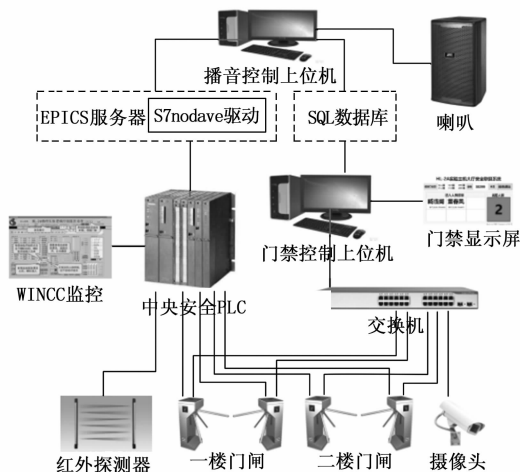 播音控制上位机
EPICS服务器
S7nodave驱动
SQL数据库
喇叭
门禁控制上位机
门禁显示屏
2
WINCC监控
中央安全PLC
交换机
红外探测器
一楼门闸
二楼门闸
摄像头